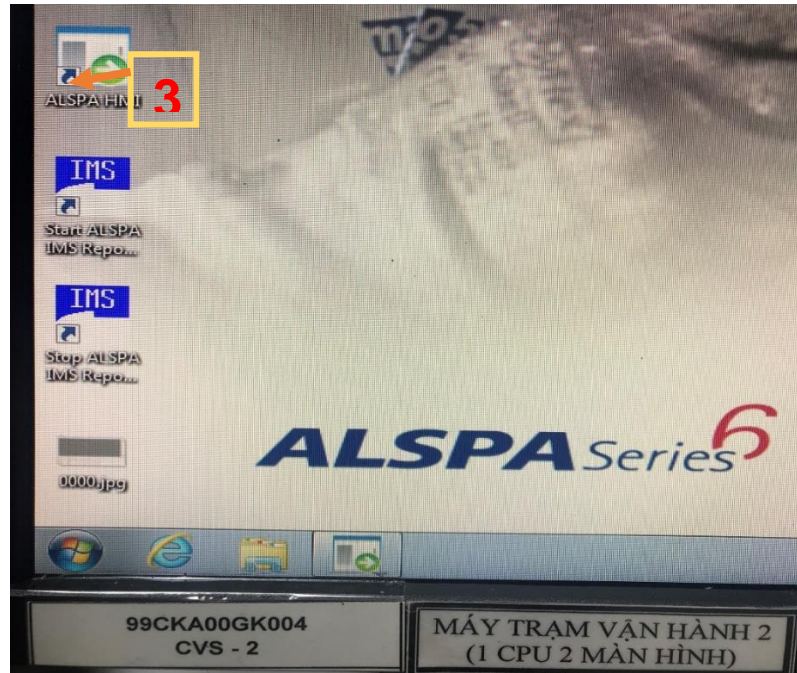 3
ALSPA HMI
IMS
Start ALSPA
IMS Repo...
IMS
Stop ALSPA
IMS Repo...
0000.jpg
ALSPA Series 6
99CKA00GK004
CVS - 2
MÁY TRẠM VẬN HÀNH 2
(1 CPU 2 MÀN HÌNH)